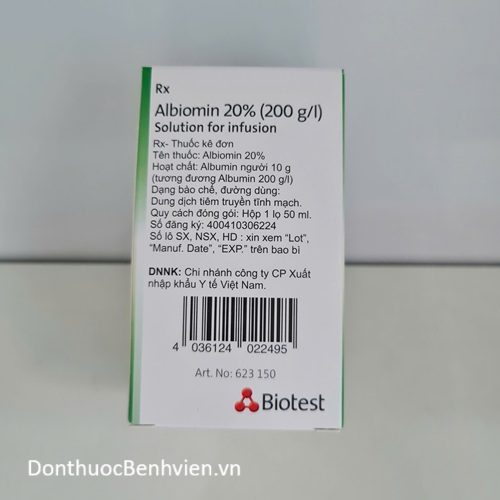 Rx
Albiomin 20% (200 g/l)
Solution for infusion
Rx- Thuốc kê đơn
Tên thuốc: Albiomin 20%
Hoạt chất: Albumin người 10 g
(tương đương Albumin 200 g/l)
Dạng bào chế, đường dùng:
Dung dịch tiêm truyền tĩnh mạch.
Quy cách đóng gói: Hộp 1 lọ 50 ml.
Số đăng ký: 400410306224
Số lô SX, NSX, HD : xin xem “Lot”,
“Manuf. Date”, “EXP.” trên bao bì
DNNK: Chi nhánh công ty CP Xuất
nhập khẩu Y tế Việt Nam.
4 036124 022495
Art. No: 623 150
Biotest
DonthuocBenhvien.vn